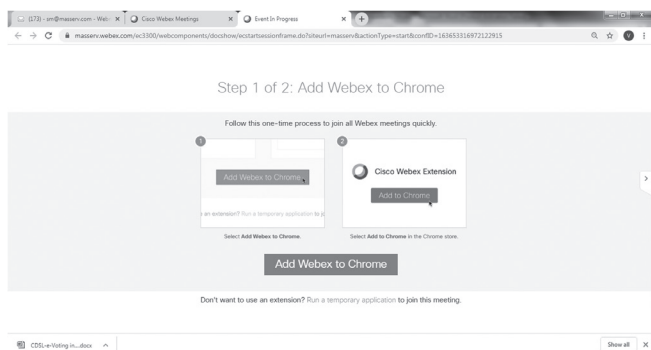 (173) - sm@masserv.com - Web
Cisco Webex Meetings
Event In Progress
masserv.webex.com/ec3300/webcomponents/docshow/ecstartsessionframe.do?siteurl=masserv&actionType=start&confID=163653316972122915
V
Step 1 of 2: Add Webex to Chrome
Follow this one-time process to join all Webex meetings quickly.
1
Add Webex to Chrome
s an extension? Run a temporary application to jo
Select Add Webex to Chrome.
2
Cisco Webex Extension
Add to Chrome
Select Add to Chrome in the Chrome store.
Add Webex to Chrome
Don't want to use an extension? Run a temporary application to join this meeting.
CDSL-e-Voting in....docx
Show all